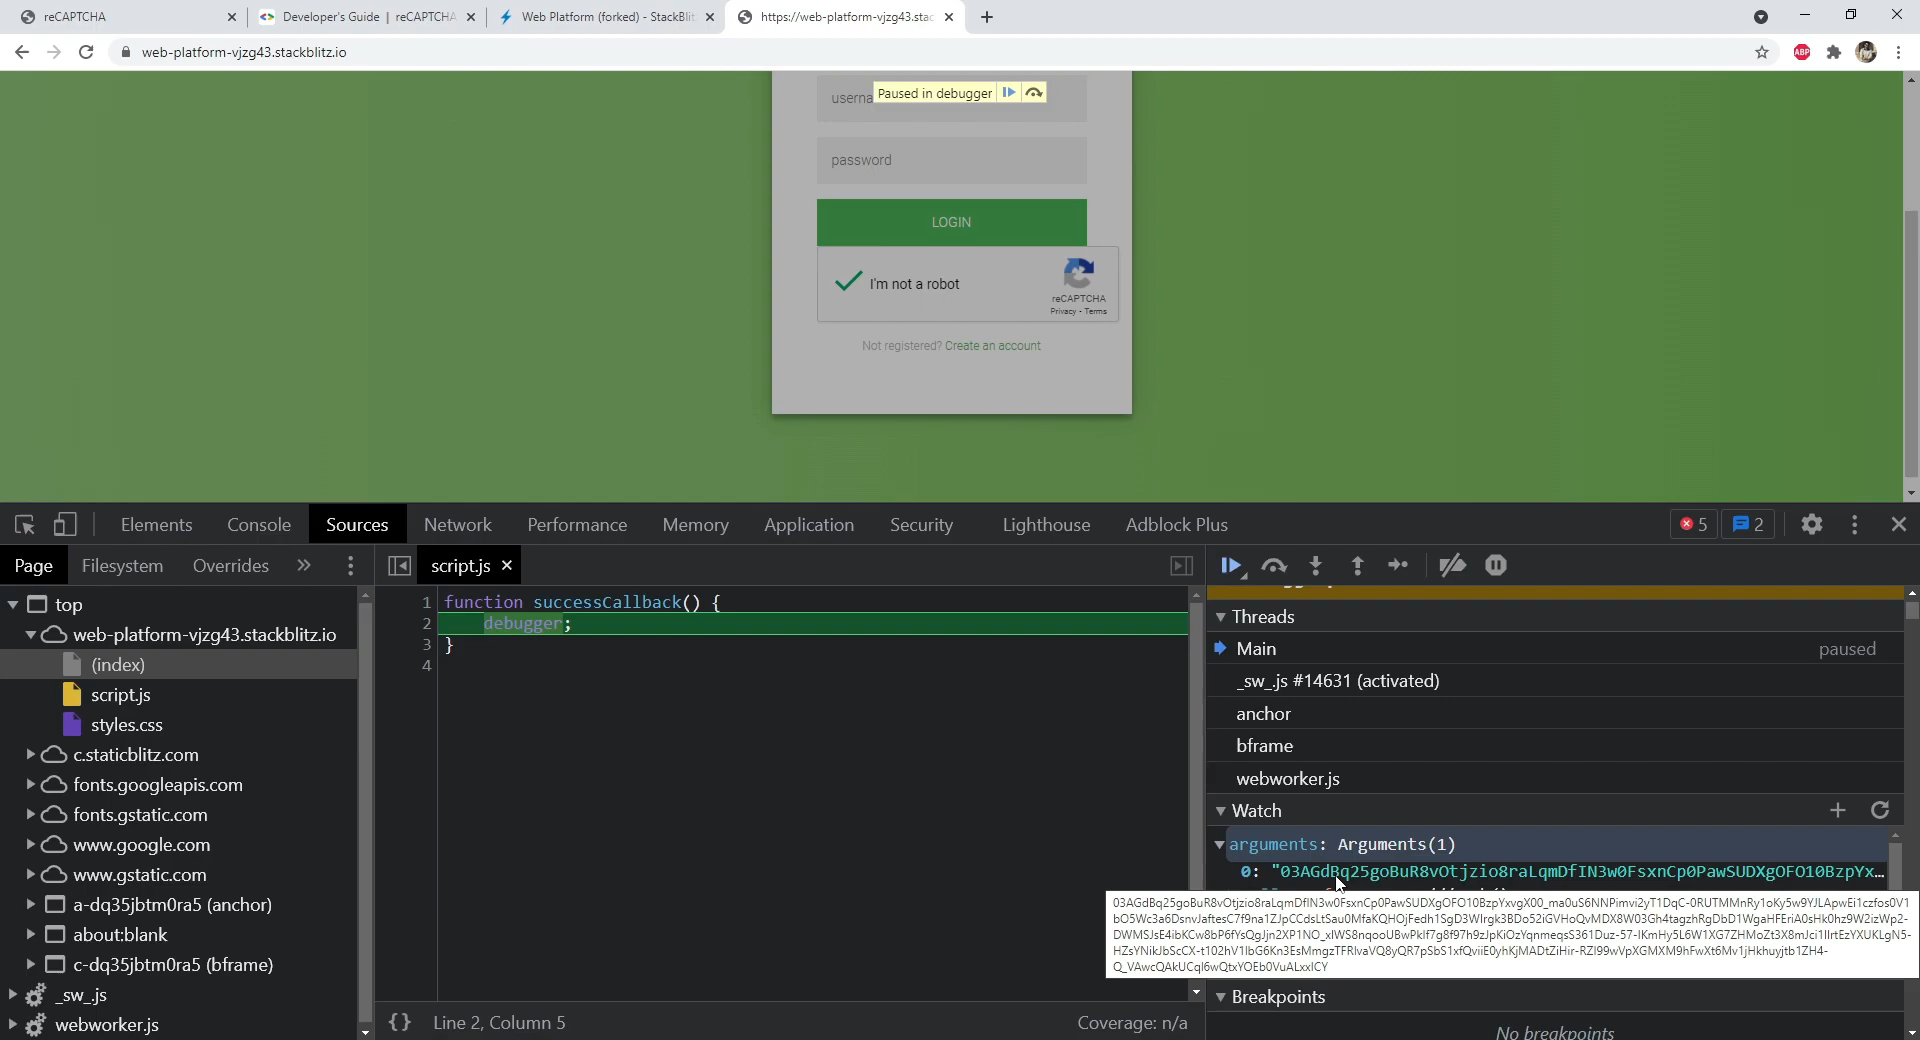 reCAPTCHA
Developer's Guide | reCAPTCHA
Web Platform (forked) - StackBlitz
https://web-platform-vjzg43.stac
web-platform-vjzg43.stackblitz.io
ABP
userna
Paused in debugger
password
LOGIN
I'm not a robot
reCAPTCHA
Privacy - Terms
Not registered? Create an account
Elements Console Sources Network Performance Memory Application Security Lighthouse Adblock Plus
5 2
Page Filesystem Overrides »
script.js
top
web-platform-vjzg43.stackblitz.io
(index)
script.js
styles.css
c.staticblitz.com
fonts.googleapis.com
fonts.gstatic.com
www.google.com
www.gstatic.com
a-dq35jbtm0ra5 (anchor)
about:blank
c-dq35jbtm0ra5 (bframe)
_sw_.js
webworker.js
1 function successCallback() {
2 debugger;
3 }
4
{} Line 2, Column 5
Coverage: n/a
Threads
Main paused
_sw_.js #14631 (activated)
anchor
bframe
webworker.js
Watch
arguments: Arguments(1)
0: "03AGdBq25goBuR8vOtjzio8raLqmDfIN3w0FsxnCp0PawSUDXgOFO10BzpYx…
Breakpoints
No breakpoints